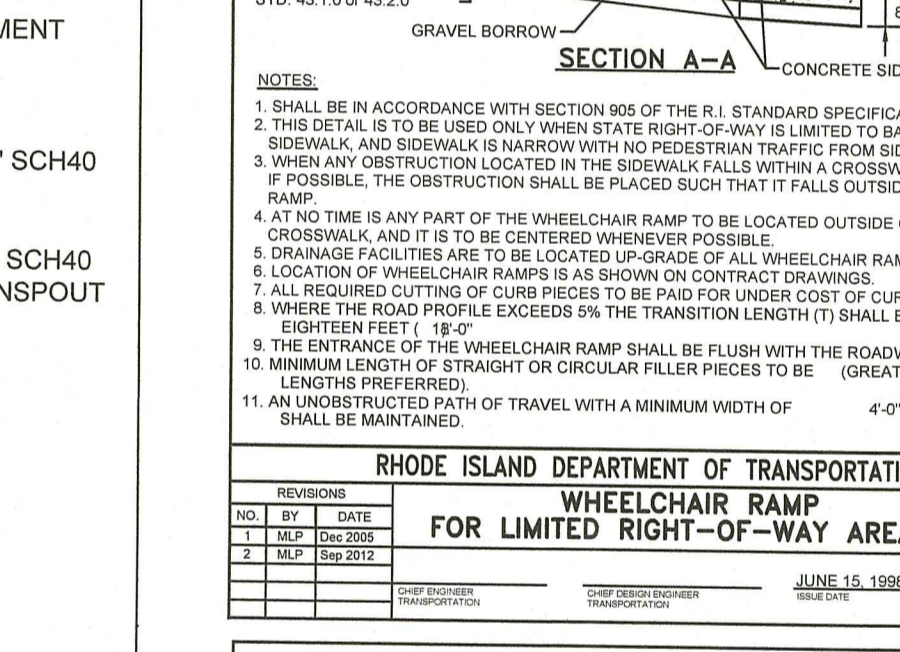 MENT
SCH40
SCH40
NSPOUT
STD. 43.1.0 or 43.2.0
GRAVEL BORROW
SECTION A-A
CONCRETE SID
8
NOTES:
1. SHALL BE IN ACCORDANCE WITH SECTION 905 OF THE R.I. STANDARD SPECIFICA
2. THIS DETAIL IS TO BE USED ONLY WHEN STATE RIGHT-OF-WAY IS LIMITED TO BA
SIDEWALK, AND SIDEWALK IS NARROW WITH NO PEDESTRIAN TRAFFIC FROM SID
3. WHEN ANY OBSTRUCTION LOCATED IN THE SIDEWALK FALLS WITHIN A CROSSW
IF POSSIBLE, THE OBSTRUCTION SHALL BE PLACED SUCH THAT IT FALLS OUTSID
RAMP.
4. AT NO TIME IS ANY PART OF THE WHEELCHAIR RAMP TO BE LOCATED OUTSIDE
CROSSWALK, AND IT IS TO BE CENTERED WHENEVER POSSIBLE.
5. DRAINAGE FACILITIES ARE TO BE LOCATED UP-GRADE OF ALL WHEELCHAIR RAM
6. LOCATION OF WHEELCHAIR RAMPS IS AS SHOWN ON CONTRACT DRAWINGS.
7. ALL REQUIRED CUTTING OF CURB PIECES TO BE PAID FOR UNDER COST OF CUR
8. WHERE THE ROAD PROFILE EXCEEDS 5% THE TRANSITION LENGTH (T) SHALL B
EIGHTEEN FEET ( 18'-0"
9. THE ENTRANCE OF THE WHEELCHAIR RAMP SHALL BE FLUSH WITH THE ROADW
10. MINIMUM LENGTH OF STRAIGHT OR CIRCULAR FILLER PIECES TO BE (GREAT
LENGTHS PREFERRED).
11. AN UNOBSTRUCTED PATH OF TRAVEL WITH A MINIMUM WIDTH OF 4'-0"
SHALL BE MAINTAINED.
RHODE ISLAND DEPARTMENT OF TRANSPORTATI
REVISIONS
NO. BY DATE
1 MLP Dec 2005
2 MLP Sep 2012
WHEELCHAIR RAMP
FOR LIMITED RIGHT-OF-WAY AREA
CHIEF ENGINEER
TRANSPORTATION
CHIEF DESIGN ENGINEER
TRANSPORTATION
JUNE 15, 1998
ISSUE DATE